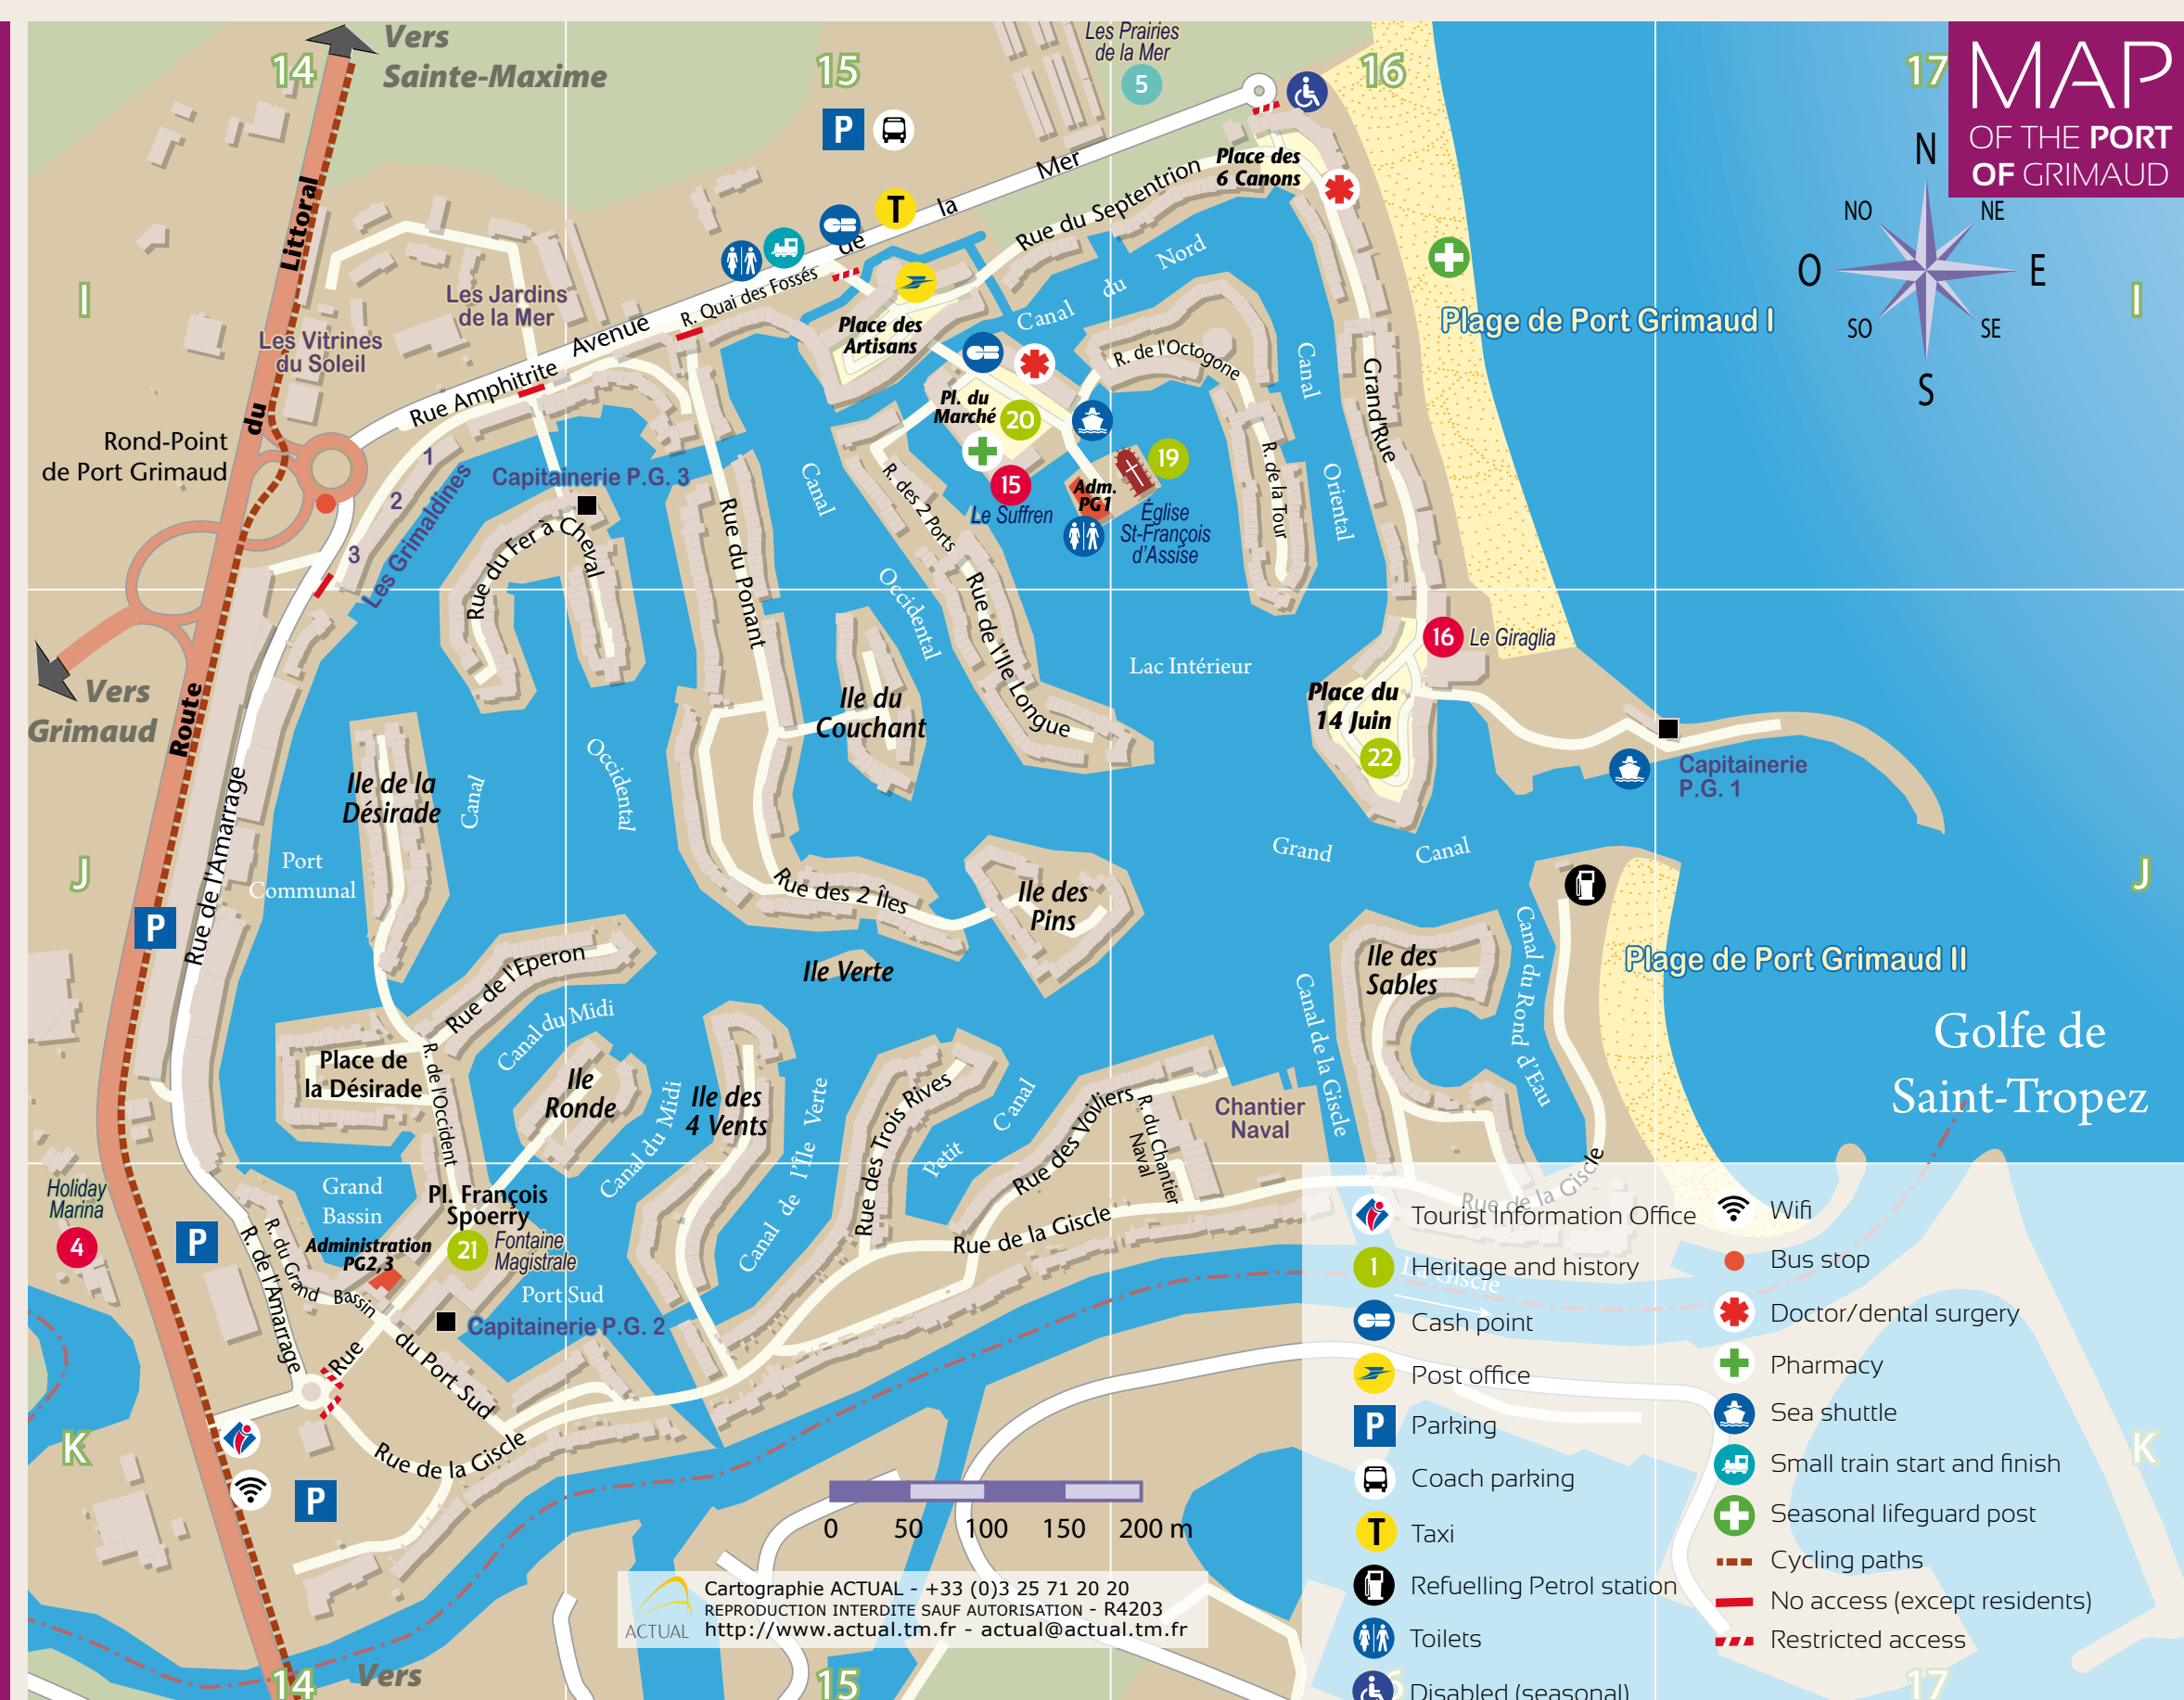 MAP
OF THE PORT
OF GRIMAUD
N
NO
NE
O
E
SO
SE
S
14
15
16
17
I
I
J
J
K
K
14
15
17
Vers
Sainte-Maxime
Les Prairies
de la Mer
5
P
T
Avenue de la Mer
Rue du Septentrion
Place des
6 Canons
Route du Littoral
Les Jardins
de la Mer
Les Vitrines
du Soleil
Rue Amphitrite
R. Quai des Fossés
Place des
Artisans
Canal du Nord
Plage de Port Grimaud I
Rond-Point
de Port Grimaud
1
2
3
Les Grimaldines
Capitainerie P.G. 3
Rue du Fer à Cheval
Rue du Ponant
Canal Occidental
R. des 2 Ports
Pl. du
Marché
20
15
Le Suffren
Adm.
PG1
19
Église
St-François
d'Assise
R. de l'Octogone
R. de la Tour
Canal Oriental
Grand'Rue
Vers
Grimaud
Rue de l'Ile Longue
Lac Intérieur
16
Le Giraglia
Place du
14 Juin
22
Capitainerie
P.G. 1
Ile du
Couchant
Ile de la
Désirade
Canal Occidental
Rue de l'Amarrage
Port
Communal
P
Grand Canal
Rue des 2 Îles
Ile des
Pins
Ile Verte
Ile des
Sables
Canal du Rond d'Eau
Canal de la Giscle
Plage de Port Grimaud II
Golfe de
Saint-Tropez
Rue de l'Eperon
Canal du Midi
Place de
la Désirade
R. de l'Occident
Ile
Ronde
Canal du Midi
Ile des
4 Vents
Canal de l'Île Verte
Rue des Trois Rives
Petit Canal
Rue des Voiliers
R. du Chantier
Naval
Chantier
Naval
Holiday
Marina
4
P
Grand
Bassin
R. du Grand Bassin
R. de l'Amarrage
Administration
PG2,3
Pl. François
Spoerry
21
Fontaine
Magistrale
Port Sud
Capitainerie P.G. 2
Rue du Port Sud
Rue de la Giscle
Rue de la Giscle
Rue de la Giscle
La Giscle
P
0 50 100 150 200 m
ACTUAL
Cartographie ACTUAL - +33 (0)3 25 71 20 20
REPRODUCTION INTERDITE SAUF AUTORISATION - R4203
http://www.actual.tm.fr - actual@actual.tm.fr
Vers
Tourist Information Office
1 Heritage and history
Cash point
Post office
P Parking
Coach parking
T Taxi
Refuelling Petrol station
Toilets
Disabled (seasonal)
Wifi
Bus stop
Doctor/dental surgery
Pharmacy
Sea shuttle
Small train start and finish
Seasonal lifeguard post
Cycling paths
No access (except residents)
Restricted access